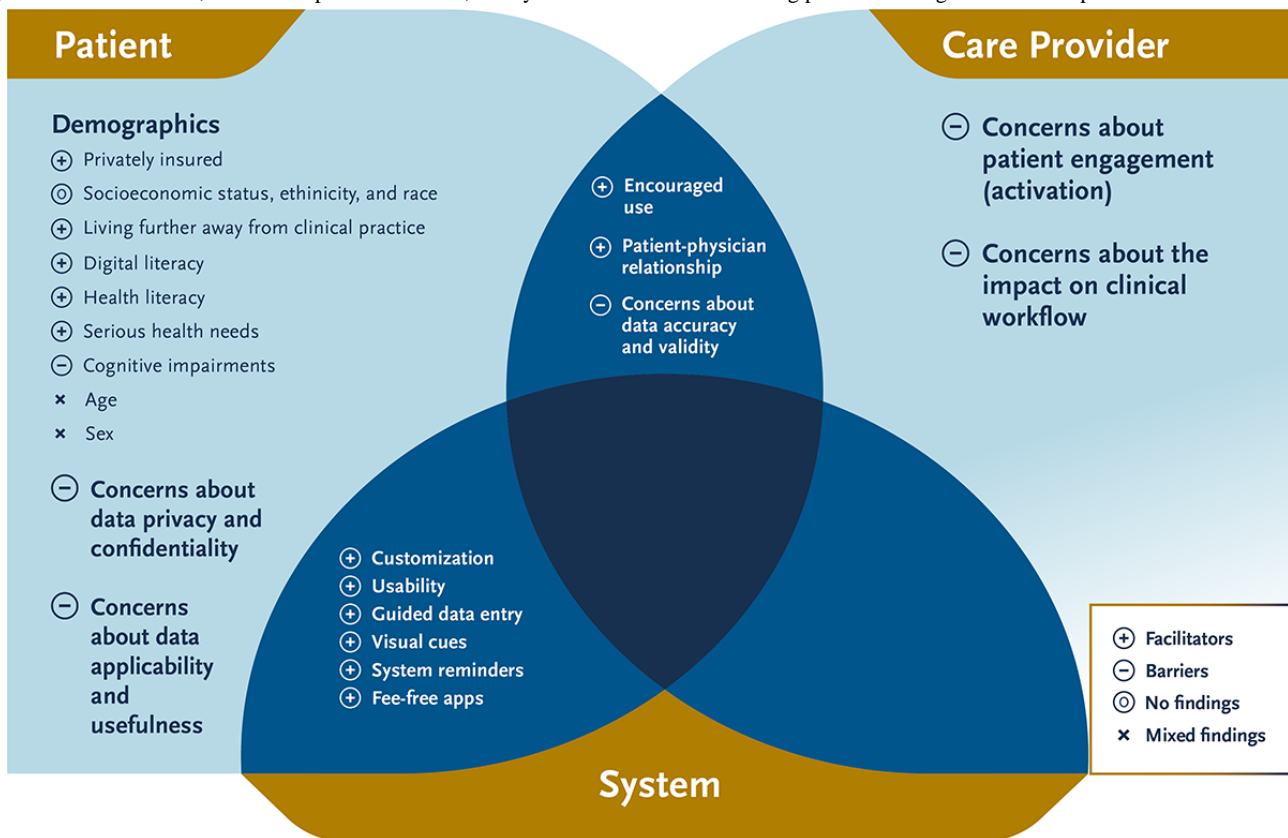 Patient
Demographics
⊕ Privately insured
Ⓞ Socioeconomic status, ethinicity, and race
⊕ Living further away from clinical practice
⊕ Digital literacy
⊕ Health literacy
⊕ Serious health needs
⊖ Cognitive impairments
× Age
× Sex
⊖ Concerns about
data privacy and
confidentiality
⊖ Concerns
about data
applicability
and
usefulness
⊕ Encouraged
use
⊕ Patient-physician
relationship
⊖ Concerns about
data accuracy
and validity
Care Provider
⊖ Concerns about
patient engagement
(activation)
⊖ Concerns about the
impact on clinical
workflow
⊕ Customization
⊕ Usability
⊕ Guided data entry
⊕ Visual cues
⊕ System reminders
⊕ Fee-free apps
System
⊕ Facilitators
⊖ Barriers
Ⓞ No findings
× Mixed findings